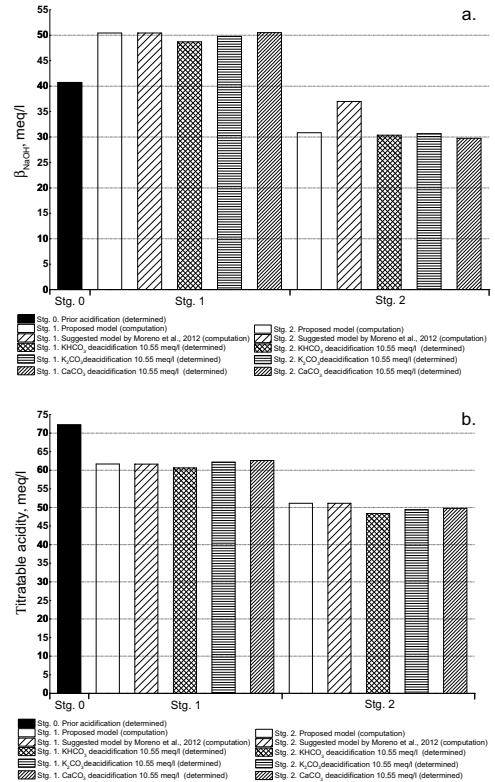 a.
55
50
45
40
35
30
25
20
15
10
5
0
β_NaOH, meq/l
Stg. 0 Stg. 1 Stg. 2
Stg. 0. Prior acidification (determined)
Stg. 1. Proposed model (computation)
Stg. 1. Suggested model by Moreno et al., 2012 (computation)
Stg. 1. KHCO₃ deacidification 10.55 meq/l (determined)
Stg. 1. K₂CO₃ deacidification 10.55 meq/l (determined)
Stg. 1. CaCO₃ deacidification 10.55 meq/l (determined)
Stg. 2. Proposed model (computation)
Stg. 2. Suggested model by Moreno et al., 2012 (computation)
Stg. 2. KHCO₃ deacidification 10.55 meq/l (determined)
Stg. 2. K₂CO₃ deacidification 10.55 meq/l (determined)
Stg. 2. CaCO₃ deacidification 10.55 meq/l (determined)
b.
75
70
65
60
55
50
45
40
35
30
25
20
15
10
5
0
Titratable acidity, meq/l
Stg. 0 Stg. 1 Stg. 2
Stg. 0. Prior acidification (determined)
Stg. 1. Proposed model (computation)
Stg. 1. Suggested model by Moreno et al., 2012 (computation)
Stg. 1. KHCO₃ deacidification 10.55 meq/l (determined)
Stg. 1. K₂CO₃ deacidification 10.55 meq/l (determined)
Stg. 1. CaCO₃ deacidification 10.55 meq/l (determined)
Stg. 2. Proposed model (computation)
Stg. 2. Suggested model by Moreno et al., 2012 (computation)
Stg. 2. KHCO₃ deacidification 10.55 meq/l (determined)
Stg. 2. K₂CO₃ deacidification 10.55 meq/l (determined)
Stg. 2. CaCO₃ deacidification 10.55 meq/l (determined)